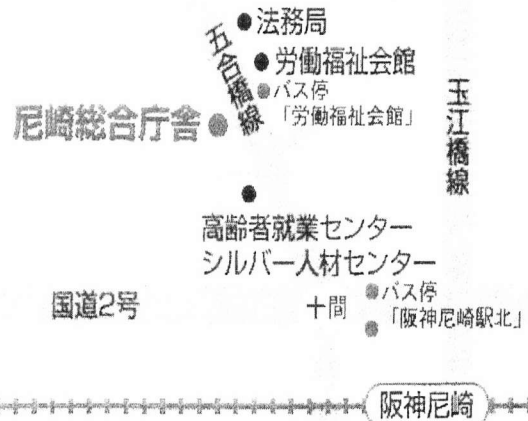 法務局
五合橋線
労働福祉会館
バス停
「労働福祉会館」
玉江橋線
尼崎総合庁舎
高齢者就業センター
シルバー人材センター
国道2号
十間
バス停
「阪神尼崎駅北」
阪神尼崎